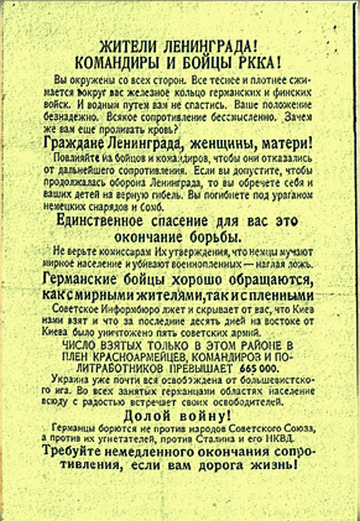 ЖИТЕЛИ ЛЕНИНГРАДА!
КОМАНДИРЫ И БОЙЦЫ РККА!
Вы окружены со всех сторон. Все теснее и плотнее сжи-
мается вокруг вас железное кольцо германских и финских
войск. И водным путем вам не спастись. Ваше положение
безнадежно. Всякое сопротивление бессмысленно. Зачем
же вам еще проливать кровь?
Граждане Ленинграда, женщины, матери!
Повлияйте на бойцов и командиров, чтобы они отказались
от дальнейшего сопротивления. Если вы допустите, чтобы
продолжалась оборона Ленинграда, то вы обречете себя и
ваших детей на верную гибель. Вы погибнете под ураганом
немецких снарядов и бомб.
Единственное спасение для вас это
окончание борьбы.
Не верьте комиссарам Их утверждения, что немцы мучают
мирное население и убивают военнопленных — наглая ложь.
Германские бойцы хорошо обращаются,
как с мирными жителями, так и с пленными
Советское Информбюро лжет и скрывает от вас, что Киев
нами взят и что за последние десять дней на востоке от
Киева было уничтожено пять советских армий.
ЧИСЛО ВЗЯТЫХ ТОЛЬКО В ЭТОМ РАЙОНЕ В
ПЛЕН КРАСНОАРМЕЙЦЕВ, КОМАНДИРОВ И ПО-
ЛИТРАБОТНИКОВ ПРЕВЫШАЕТ 665 000.
Украина уже почти вся освобождена от большевистско-
го ига. Во всех занятых германцами областях население
всюду с радостью встречает своих освободителей.
Долой войну!
Германцы борются не против народов Советского Союза,
а против их угнетателей, против Сталина и его НКВД.
Требуйте немедленного окончания сопро-
тивления, если вам дорога жизнь!